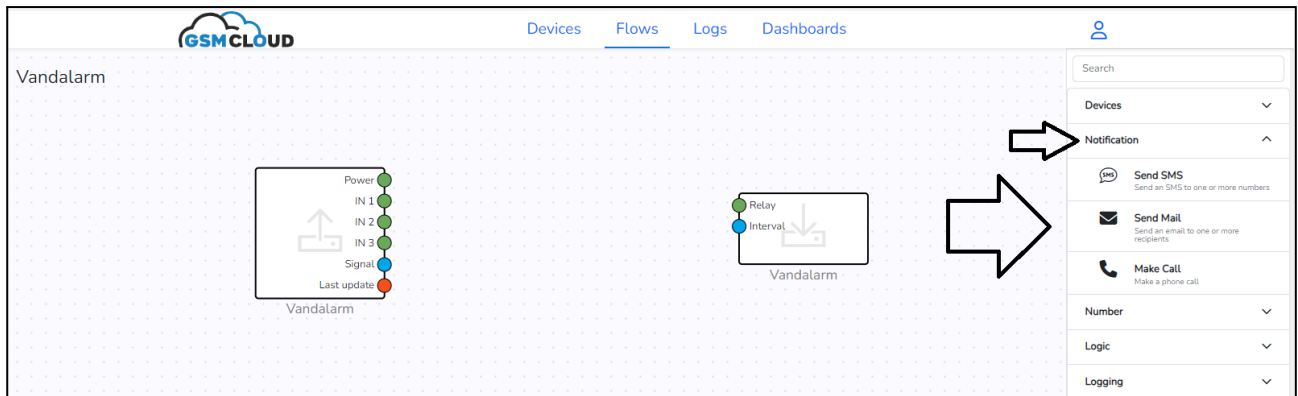 GSMCLOUD
Devices Flows Logs Dashboards
Vandalarm
Power
IN 1
IN 2
IN 3
Signal
Last update
Vandalarm
Relay
Interval
Vandalarm
Search
Devices
Notification
SMS
Send SMS
Send an SMS to one or more numbers
Send Mail
Send an email to one or more
recipients
Make Call
Make a phone call
Number
Logic
Logging